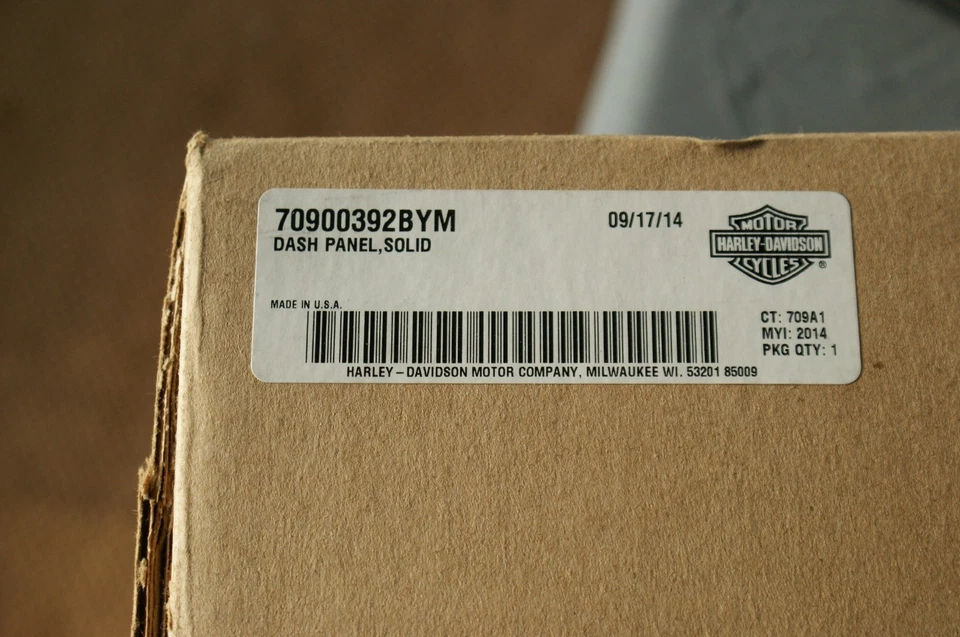 70900392BYM
09/17/14
DASH PANEL,SOLID
MOTOR
HARLEY-DAVIDSON
CYCLES®
MADE IN U.S.A.
CT: 709A1
MYI: 2014
PKG QTY: 1
HARLEY – DAVIDSON MOTOR COMPANY, MILWAUKEE WI. 53201 85009